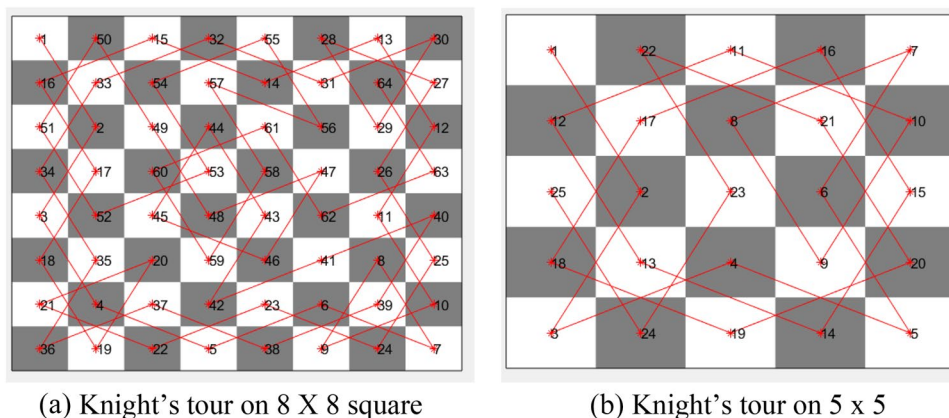 1 50 15 32 55 28 13 30
16 33 54 57 14 31 64 27
51 2 49 44 61 56 29 12
34 17 60 53 58 47 26 63
3 52 45 48 43 62 11 40
18 35 20 59 46 41 8 25
21 4 37 42 23 6 39 10
36 19 22 5 38 9 24 7
(a) Knight's tour on 8 X 8 square
1 22 11 16 7
12 17 8 21 10
25 2 23 6 15
18 13 4 9 20
3 24 19 14 5
(b) Knight's tour on 5 x 5